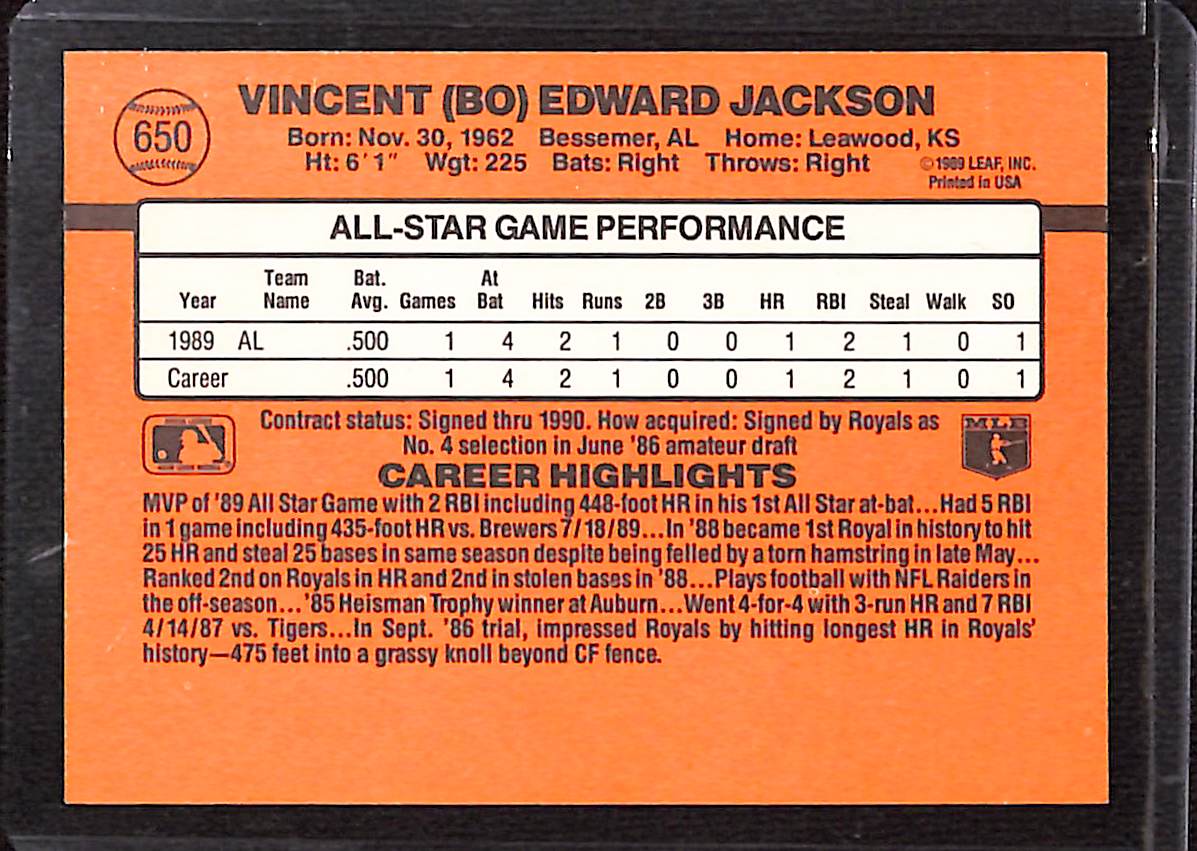 650
VINCENT (BO) EDWARD JACKSON
Born: Nov. 30, 1962 Bessemer, AL Home: Leawood, KS
Ht: 6' 1" Wgt: 225 Bats: Right Throws: Right
©1989 LEAF, INC.
Printed in USA
ALL-STAR GAME PERFORMANCE
Team Bat. At
Year Name Avg. Games Bat Hits Runs 2B 3B HR RBI Steal Walk SO
1989 AL .500 1 4 2 1 0 0 1 2 1 0 1
Career .500 1 4 2 1 0 0 1 2 1 0 1
Contract status: Signed thru 1990. How acquired: Signed by Royals as
No. 4 selection in June '86 amateur draft
MLB
CAREER HIGHLIGHTS
MVP of '89 All Star Game with 2 RBI including 448-foot HR in his 1st All Star at-bat...Had 5 RBI
in 1 game including 435-foot HR vs. Brewers 7/18/89...In '88 became 1st Royal in history to hit
25 HR and steal 25 bases in same season despite being felled by a torn hamstring in late May...
Ranked 2nd on Royals in HR and 2nd in stolen bases in '88...Plays football with NFL Raiders in
the off-season...'85 Heisman Trophy winner at Auburn...Went 4-for-4 with 3-run HR and 7 RBI
4/14/87 vs. Tigers...In Sept. '86 trial, impressed Royals by hitting longest HR in Royals'
history—475 feet into a grassy knoll beyond CF fence.